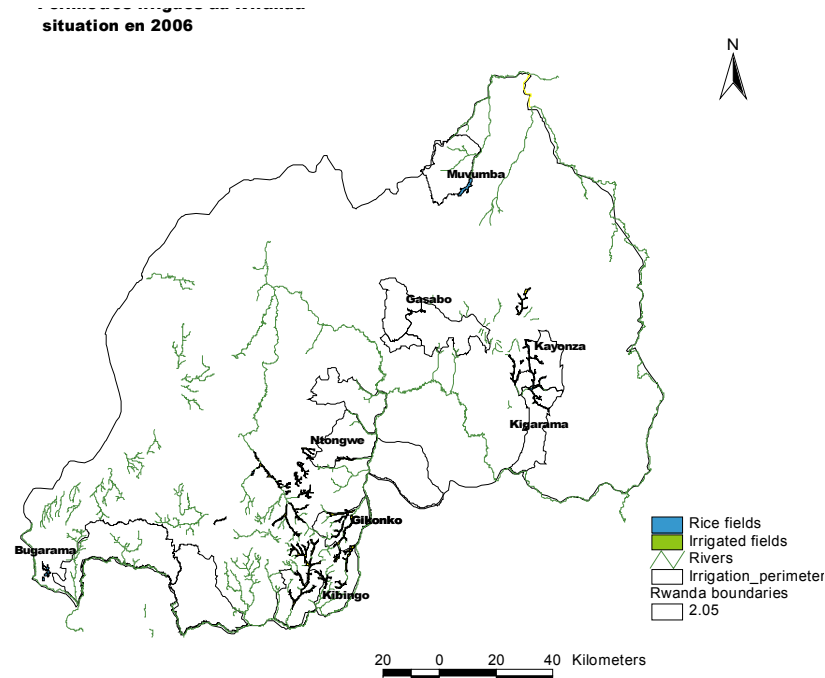 situation en 2006
N
Muvumba
Gasabo
Kayonza
Kigarama
Ntongwe
Gikonko
Bugarama
Kibingo
Rice fields
Irrigated fields
Rivers
Irrigation_perimeter
Rwanda boundaries
2.05
20 0 20 40 Kilometers